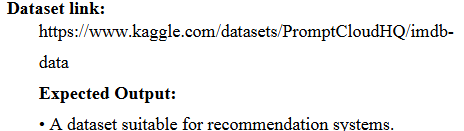 Dataset link:
https://www.kaggle.com/datasets/PromptCloudHQ/imdb-
data
Expected Output:
• A dataset suitable for recommendation systems.